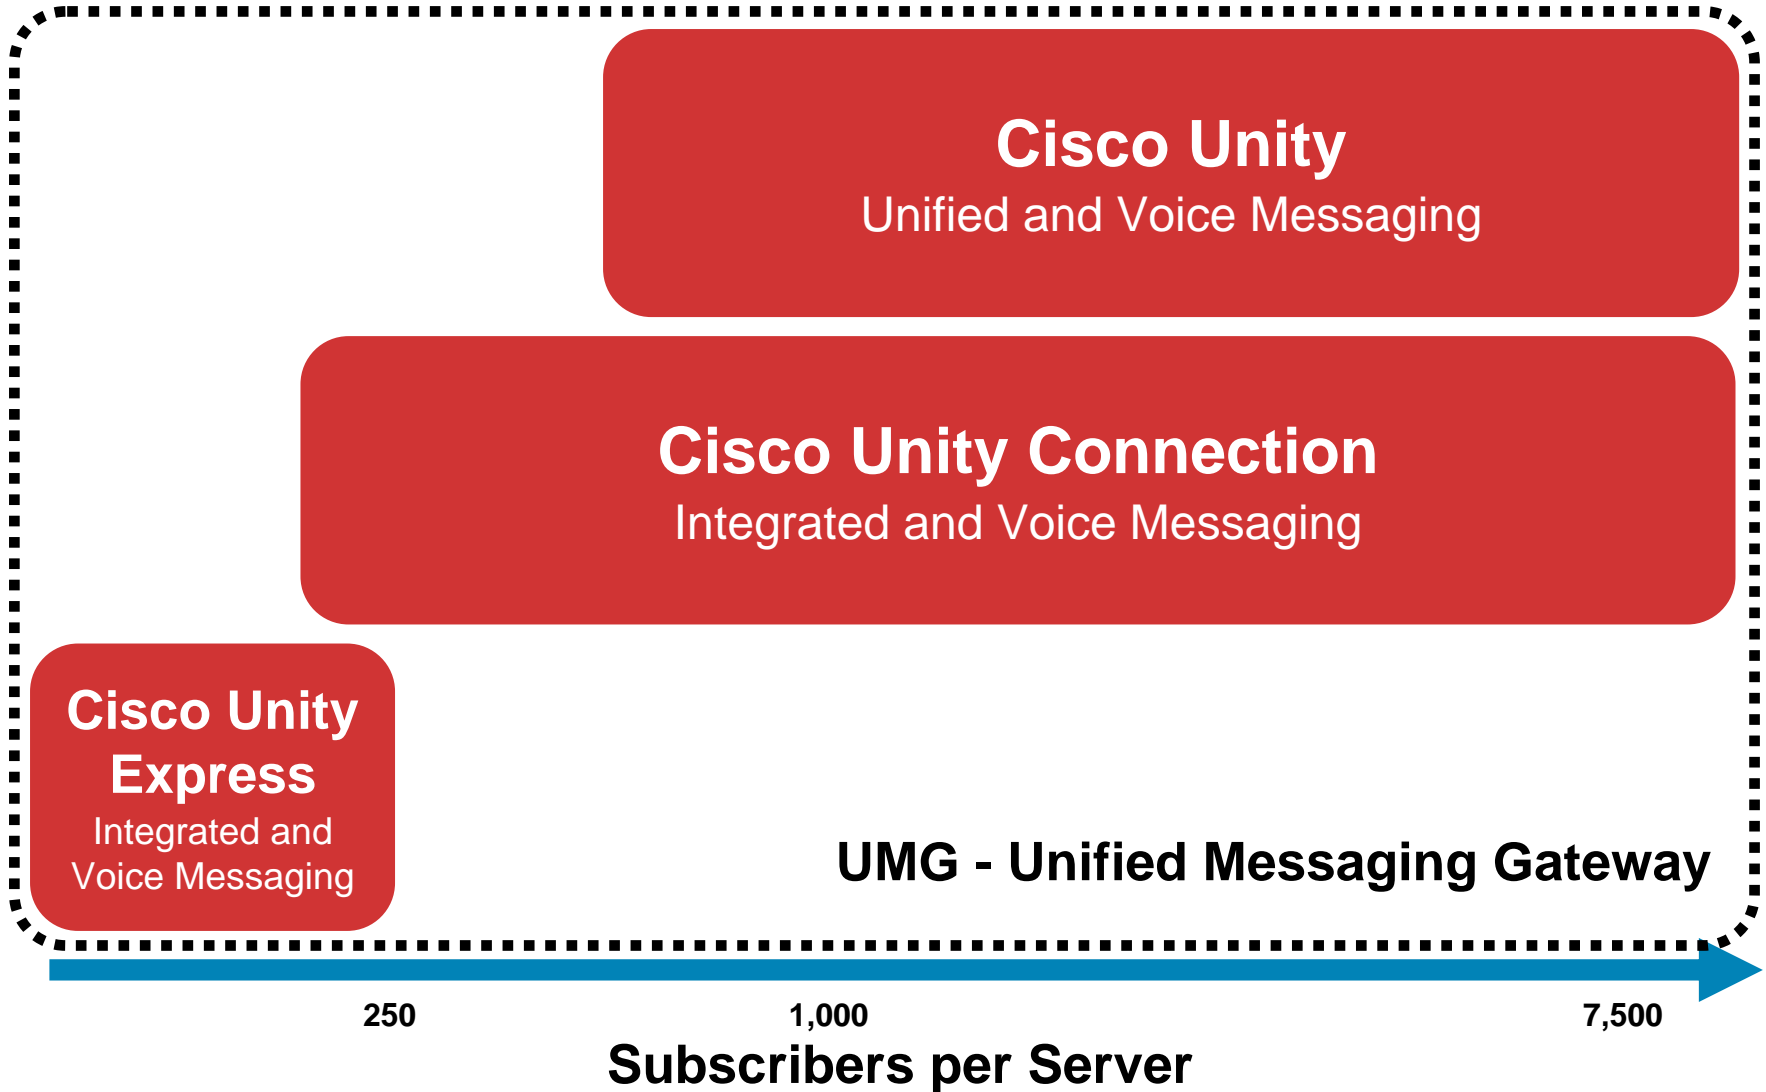 Cisco Unity
Unified and Voice Messaging
Cisco Unity Connection
Integrated and Voice Messaging
Cisco Unity
Express
Integrated and
Voice Messaging
UMG - Unified Messaging Gateway
250
1,000
7,500
Subscribers per Server